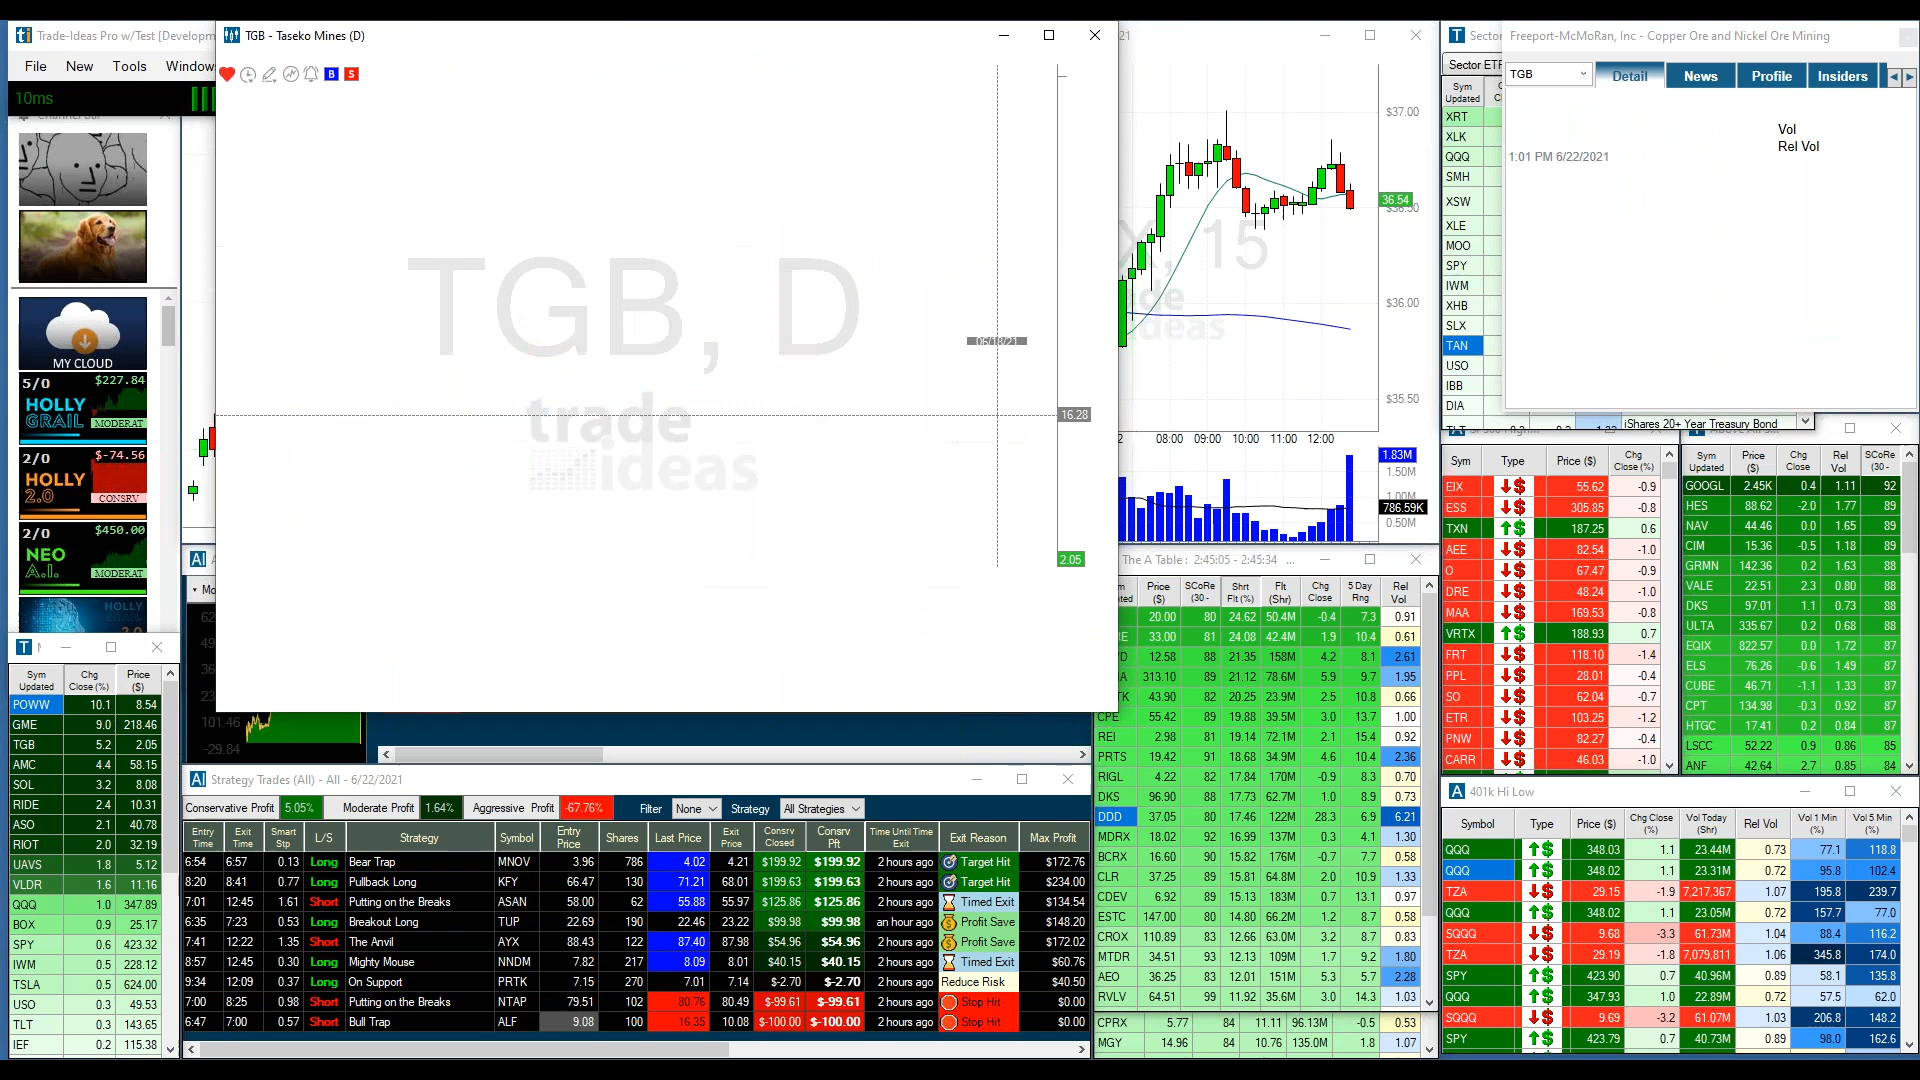 Trade-Ideas Pro w/Test [Developm
File New Tools Window
10ms
MY CLOUD
5/0 $227.84
HOLLY
GRAIL MODERAT
2/0 $-74.56
HOLLY
2.0 CONSRV
2/0 $450.00
NEO
A.I. MODERAT
HOLLY
TGB - Taseko Mines (D)
B S
TGB, D
trade
ideas
06/18/21
16.28
2.05
$37.00
36.54
$36.00
$35.50
X, 15
08:00 09:00 10:00 11:00 12:00
1.83M
1.50M
1.00M
786.59K
0.50M
Sector
Sector ETF
Sym
Updated
XRT
XLK
QQQ
SMH
XSW
XLE
MOO
SPY
IWM
XHB
SLX
TAN
USO
IBB
DIA
iShares 20+ Year Treasury Bond
Freeport-McMoRan, Inc - Copper Ore and Nickel Ore Mining
TGB Detail News Profile Insiders
Vol
Rel Vol
1:01 PM 6/22/2021
Sym Updated Chg Close (%) Price ($)
POWW 10.1 8.54
GME 9.0 218.46
TGB 5.2 2.05
AMC 4.4 58.15
SOL 3.2 8.08
RIDE 2.4 10.31
ASO 2.1 40.78
RIOT 2.0 32.19
UAVS 1.8 5.12
VLDR 1.6 11.16
QQQ 1.0 347.89
BOX 0.9 25.17
SPY 0.6 423.32
IWM 0.5 228.12
TSLA 0.5 624.00
USO 0.3 49.53
TLT 0.3 143.65
IEF 0.2 115.38
101.46
-29.84
Strategy Trades (All) - All - 6/22/2021
Conservative Profit 5.05% Moderate Profit 1.64% Aggressive Profit -67.76% Filter None Strategy All Strategies
Entry Time Exit Time Smart Stp L/S Strategy Symbol Entry Price Shares Last Price Exit Price Consrv Closed Consrv Pft Time Until Time Exit Exit Reason Max Profit
6:54 6:57 0.13 Long Bear Trap MNOV 3.96 786 4.02 4.21 $199.92 $199.92 2 hours ago Target Hit $172.76
8:20 8:41 0.77 Long Pullback Long KFY 66.47 130 71.21 68.01 $199.63 $199.63 2 hours ago Target Hit $234.00
7:01 12:45 1.61 Short Putting on the Breaks ASAN 58.00 62 55.88 55.97 $125.86 $125.86 2 hours ago Timed Exit $134.54
6:35 7:23 0.53 Long Breakout Long TUP 22.69 190 22.46 23.22 $99.98 $99.98 an hour ago Profit Save $148.20
7:41 12:22 1.35 Short The Anvil AYX 88.43 122 87.40 87.98 $54.96 $54.96 2 hours ago Profit Save $172.02
8:57 12:45 0.30 Long Mighty Mouse NNDM 7.82 217 8.09 8.01 $40.15 $40.15 2 hours ago Timed Exit $60.76
9:34 12:09 0.37 Long On Support PRTK 7.15 270 7.01 7.14 $-2.70 $-2.70 2 hours ago Reduce Risk $40.50
7:00 8:25 0.98 Short Putting on the Breaks NTAP 79.51 102 80.76 80.49 $-99.61 $-99.61 2 hours ago Stop Hit $0.00
6:47 7:00 0.57 Short Bull Trap ALF 9.08 100 16.35 10.08 $-100.00 $-100.00 2 hours ago Stop Hit $0.00
The A Table: 2:45:05 - 2:45:34 ...
Price ($) SCoRe (30 - Shrt Flt (%) Flt (Shr) Chg Close 5 Day Rng Rel Vol
20.00 80 24.62 50.4M -0.4 7.3 0.91
33.00 81 24.08 42.4M 1.9 10.4 0.61
12.58 88 21.35 158M 4.2 8.1 2.61
313.10 89 21.12 78.6M 5.9 9.7 1.95
43.90 82 20.25 23.9M 2.5 10.8 0.66
CPE 55.42 89 19.88 39.5M 3.0 13.7 1.00
REI 2.98 81 19.14 72.1M 2.1 15.4 0.92
PRTS 19.42 91 18.68 34.9M 4.6 10.4 2.36
RIGL 4.22 82 17.84 170M -0.9 8.3 0.70
DKS 96.90 88 17.73 62.7M 1.0 8.9 0.73
DDD 37.05 80 17.46 122M 28.3 6.9 6.21
MDRX 18.02 92 16.99 137M 0.3 4.1 1.30
BCRX 16.60 90 15.82 176M -0.7 7.7 0.58
CLR 37.25 89 15.81 64.8M 2.0 10.9 1.33
CDEV 6.92 89 15.13 183M 0.7 13.1 0.97
ESTC 147.00 80 14.80 66.2M 1.2 8.7 0.58
CROX 110.89 83 12.66 63.0M 3.2 8.7 0.83
MTDR 34.51 93 12.13 109M 1.7 9.2 1.80
AEO 36.25 83 12.01 151M 5.3 5.7 2.28
RVLV 64.51 99 11.92 35.6M 3.0 14.3 1.03
CPRX 5.77 84 11.11 96.13M -0.5 0.53
MGY 14.96 84 10.76 135.0M 1.8 1.07
Sym Type Price ($) Chg Close (%)
EIX 55.62 -0.9
ESS 305.85 -0.8
TXN 187.25 0.6
AEE 82.54 -1.0
O 67.47 -0.9
DRE 48.24 -1.0
MAA 169.53 -0.8
VRTX 188.93 0.7
FRT 118.10 -1.4
PPL 28.01 -0.4
SO 62.04 -0.7
ETR 103.25 -1.2
PNW 82.27 -0.4
CARR 46.03 -1.0
Sym Updated Price ($) Chg Close Rel Vol SCoRe (30 -
GOOGL 2.45K 0.4 1.11 92
HES 88.62 -2.0 1.77 89
NAV 44.46 0.0 1.65 89
CIM 15.36 -0.5 1.18 89
GRMN 142.36 0.2 1.63 88
VALE 22.51 2.3 0.80 88
DKS 97.01 1.1 0.73 88
ULTA 335.67 0.2 0.68 88
EQIX 822.57 0.0 1.72 87
ELS 76.26 -0.6 1.49 87
CUBE 46.71 -1.1 1.33 87
CPT 134.98 -0.3 0.92 87
HTGC 17.41 0.2 0.84 87
LSCC 52.22 0.9 0.86 85
ANF 42.64 2.7 0.85 84
401k Hi Low
Symbol Type Price ($) Chg Close (%) Vol Today (Shr) Rel Vol Vol 1 Min (%) Vol 5 Min (%)
QQQ 348.03 1.1 23.44M 0.73 77.1 118.8
QQQ 348.02 1.1 23.31M 0.72 95.8 102.4
TZA 29.15 -1.9 7,217,367 1.07 195.8 239.7
QQQ 348.02 1.1 23.05M 0.72 157.7 77.0
SQQQ 9.68 -3.3 61.73M 1.04 88.4 116.2
TZA 29.19 -1.8 7,079,811 1.06 345.8 174.0
SPY 423.90 0.7 40.96M 0.89 58.1 135.8
QQQ 347.93 1.0 22.89M 0.72 57.5 62.0
SQQQ 9.69 -3.2 61.07M 1.03 206.8 148.2
SPY 423.79 0.7 40.73M 0.89 98.0 162.6